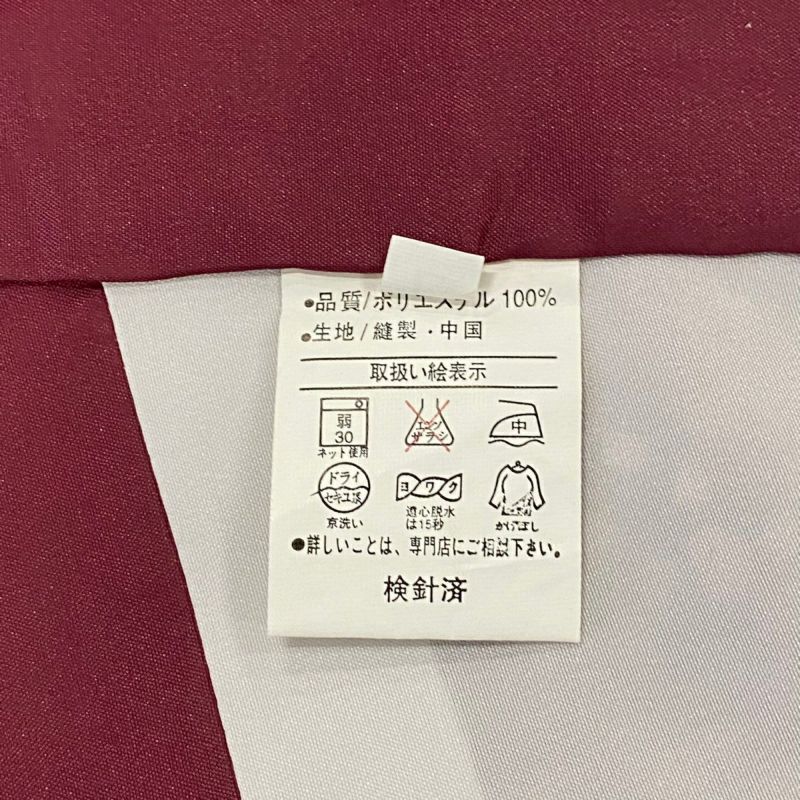 ●品質/ポリエステル 100%
●生地/縫製・中国
取扱い絵表示
弱
30
ネット使用
エンソ
サラシ
中
ドライ
セキユ系
京洗い
ヨワク
遠心脱水
は15秒
かげぼし
●詳しいことは、専門店にご相談下さい。
検針済